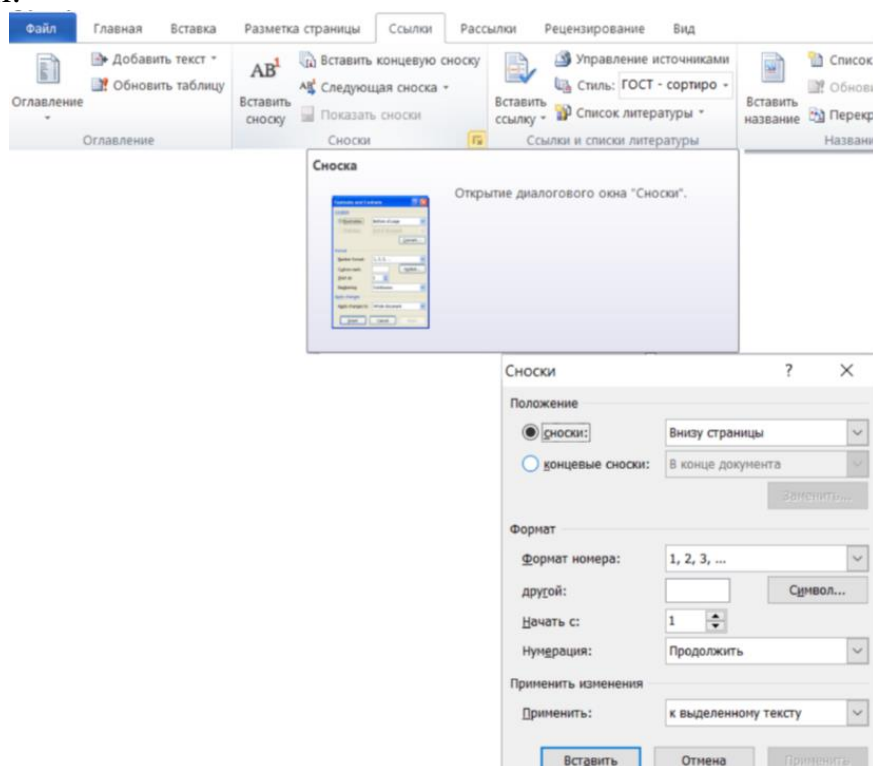 Файл Главная Вставка Разметка страницы Ссылки Рассылки Рецензирование Вид
Оглавление
Добавить текст
Обновить таблицу
Оглавление
AB1
Вставить сноску
Вставить концевую сноску
Следующая сноска
Показать сноски
Сноски
Вставить ссылку
Управление источниками
Стиль: ГОСТ - сортиро
Список литературы
Ссылки и списки литературы
Вставить название
Список
Обнови
Перекр
Названи
Сноска
Открытие диалогового окна "Сноски".
Сноски ? ×
Положение
сноски: Внизу страницы
концевые сноски: В конце документа
Заменить...
Формат
Формат номера: 1, 2, 3, ...
другой: Символ...
Начать с: 1
Нумерация: Продолжить
Применить изменения
Применить: к выделенному тексту
Вставить Отмена Применить